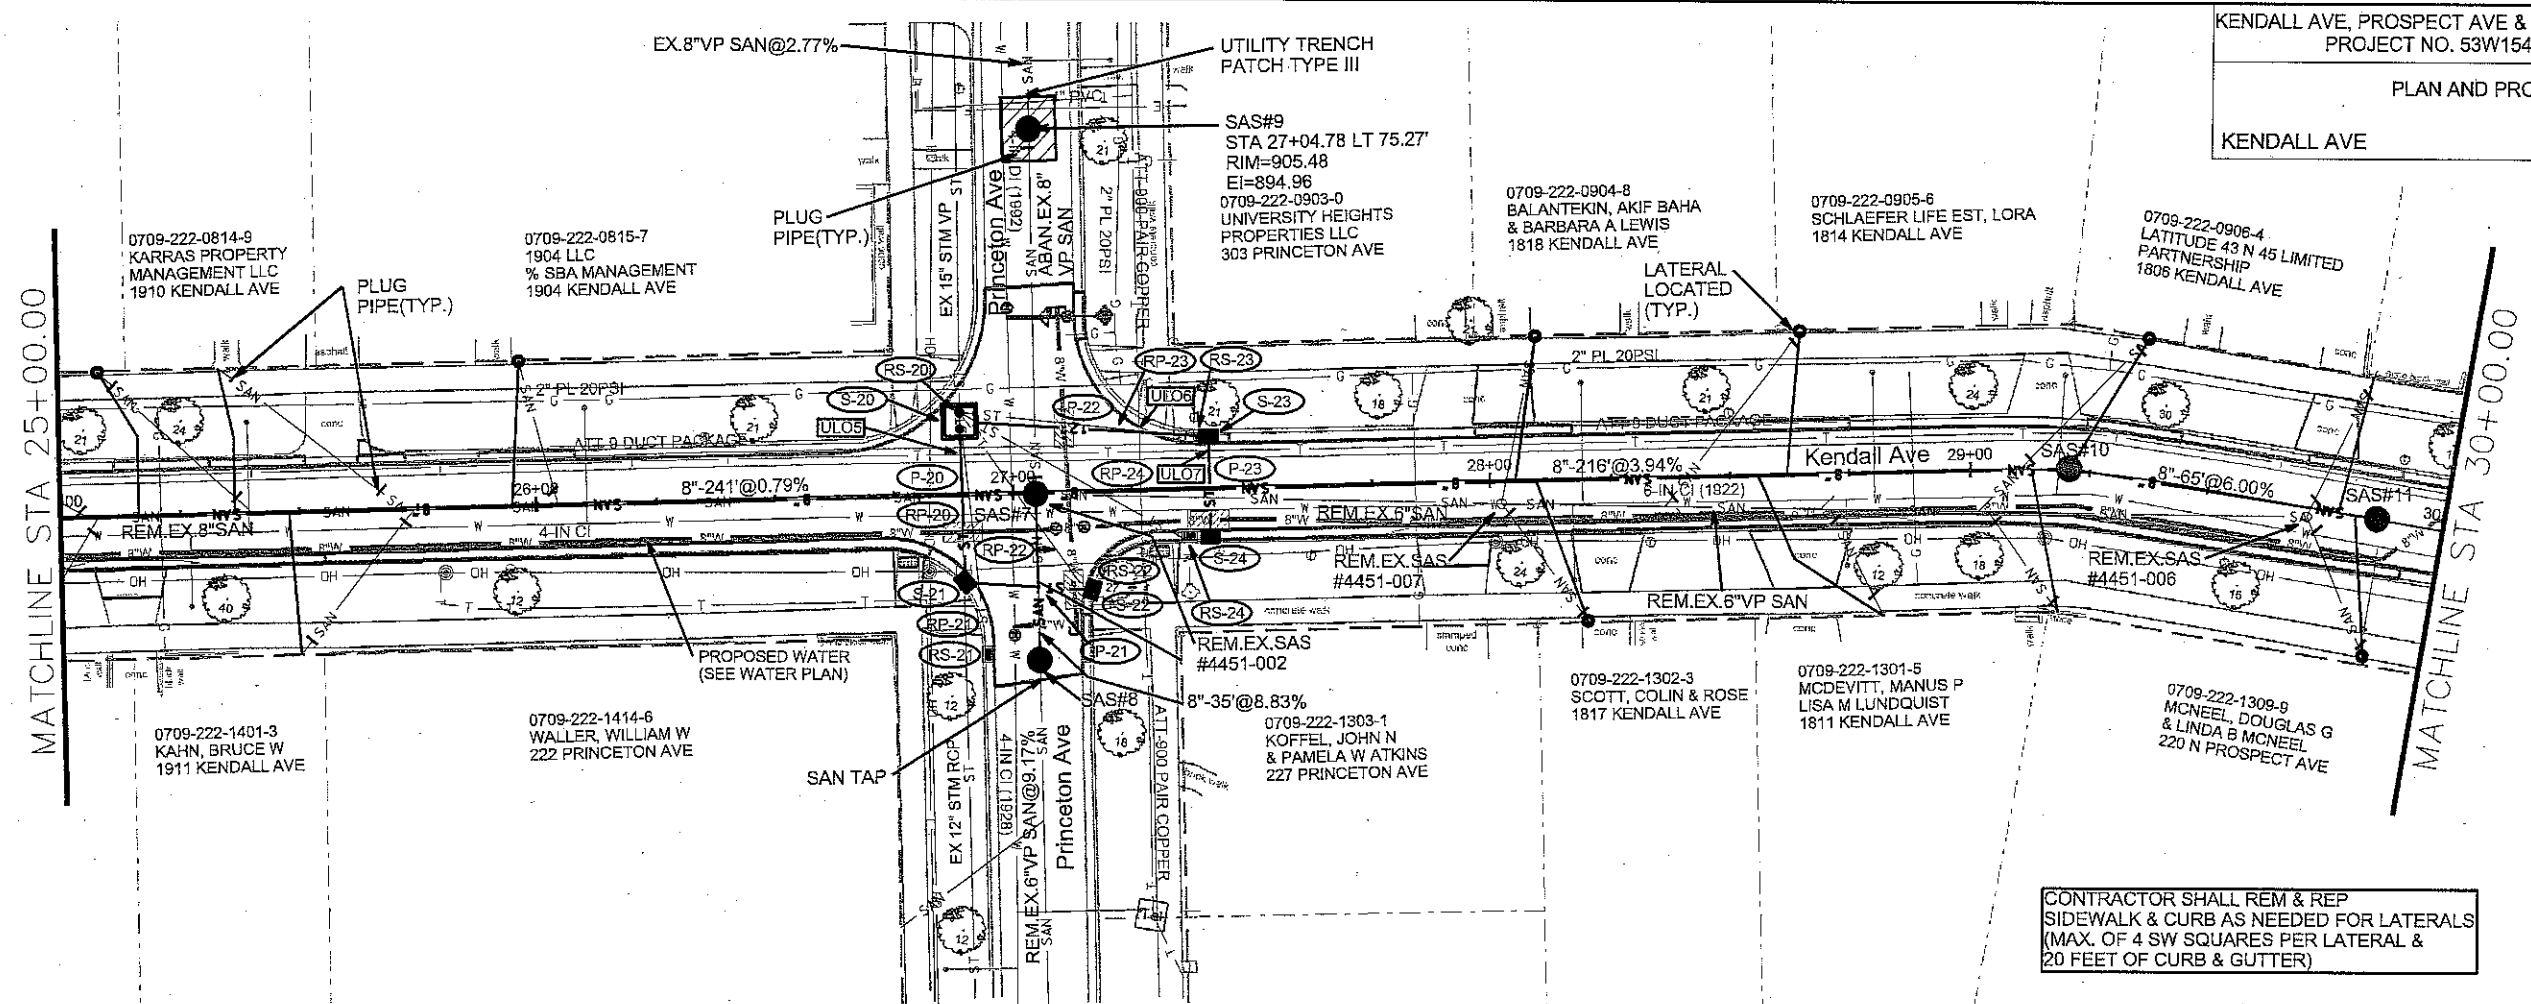 KENDALL AVE, PROSPECT AVE &
PROJECT NO. 53W154
PLAN AND PRO
KENDALL AVE
EX.8"VP SAN@2.77%
UTILITY TRENCH
PATCH TYPE III
SAS#9
STA 27+04.78 LT 75.27'
RIM=905.48
EI=894.96
0709-222-0903-0
UNIVERSITY HEIGHTS
PROPERTIES LLC
303 PRINCETON AVE
PLUG
PIPE(TYP.)
0709-222-0814-9
KARRAS PROPERTY
MANAGEMENT LLC
1910 KENDALL AVE
PLUG
PIPE(TYP.)
0709-222-0815-7
1904 LLC
% SBA MANAGEMENT
1904 KENDALL AVE
0709-222-0904-8
BALANTEKIN, AKIF BAHA
& BARBARA A LEWIS
1818 KENDALL AVE
LATERAL
LOCATED
(TYP.)
0709-222-0905-6
SCHLAEFER LIFE EST, LORA
1814 KENDALL AVE
0709-222-0906-4
LATITUDE 43 N 45 LIMITED
PARTNERSHIP
1806 KENDALL AVE
MATCHLINE STA 25+00.00
MATCHLINE STA 30+00.00
EX 15" STM VP
Princeton Ave
ABAN.EX.8"
VP SAN
2" PL 20PSI
ATT-900 PAIR COPPER
2" PL 20PSI
2" PL 20PSI
ATT-9 DUCT PACKAGE
ATT-9 DUCT PACKAGE
RS-20
S-20
ULO5
P-20
RP-20
RP-22
S-21
RP-21
RS-21
RP-23
RS-23
P-22
ULO6
S-23
RP-24
ULO7
P-23
S-24
RS-22
S-22
RS-24
P-21
26+00
8"-241'@0.79%
27+00
SAS#7
28+00
8"-216'@3.94%
Kendall Ave
29+00
SAS#10
8"-65'@6.00%
SAS#11
REM.EX.8"SAN
4-IN CI
REM.EX.6"SAN
6-IN CI (1922)
REM.EX.SAS
#4451-007
REM.EX.6"VP SAN
REM.EX.SAS
#4451-006
REM.EX.SAS
#4451-002
PROPOSED WATER
(SEE WATER PLAN)
SAS#8
8"-35'@8.83%
SAN TAP
0709-222-1401-3
KAHN, BRUCE W
1911 KENDALL AVE
0709-222-1414-6
WALLER, WILLIAM W
222 PRINCETON AVE
0709-222-1303-1
KOFFEL, JOHN N
& PAMELA W ATKINS
227 PRINCETON AVE
0709-222-1302-3
SCOTT, COLIN & ROSE
1817 KENDALL AVE
0709-222-1301-5
MCDEVITT, MANUS P
LISA M LUNDQUIST
1811 KENDALL AVE
0709-222-1309-9
MCNEEL, DOUGLAS G
& LINDA B MCNEEL
220 N PROSPECT AVE
EX 12" STM RCP
4-IN CI (1928)
REM.EX.6"VP SAN@9.17%
Princeton Ave
ATT-900 PAIR COPPER
CONTRACTOR SHALL REM & REP
SIDEWALK & CURB AS NEEDED FOR LATERALS
(MAX. OF 4 SW SQUARES PER LATERAL &
20 FEET OF CURB & GUTTER)